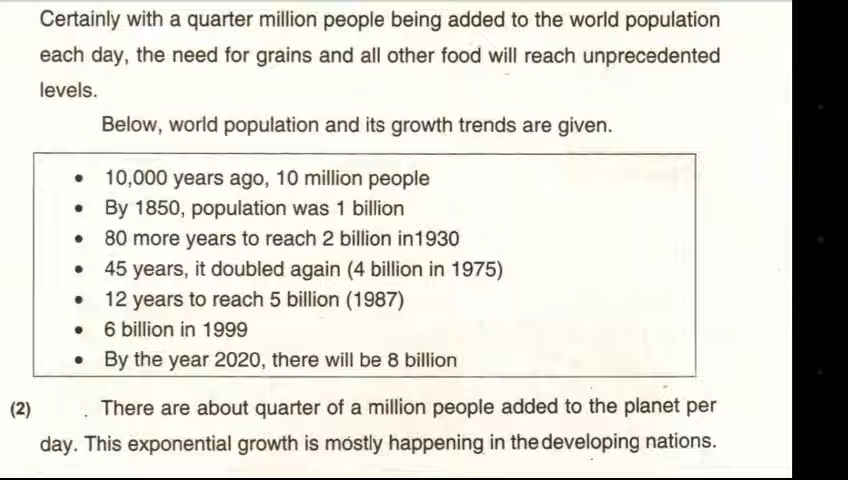 Certainly with a quarter million people being added to the world population
each day, the need for grains and all other food will reach unprecedented
levels.
Below, world population and its growth trends are given.
• 10,000 years ago, 10 million people
• By 1850, population was 1 billion
• 80 more years to reach 2 billion in1930
• 45 years, it doubled again (4 billion in 1975)
• 12 years to reach 5 billion (1987)
• 6 billion in 1999
• By the year 2020, there will be 8 billion
(2) There are about quarter of a million people added to the planet per
day. This exponential growth is mostly happening in the developing nations.